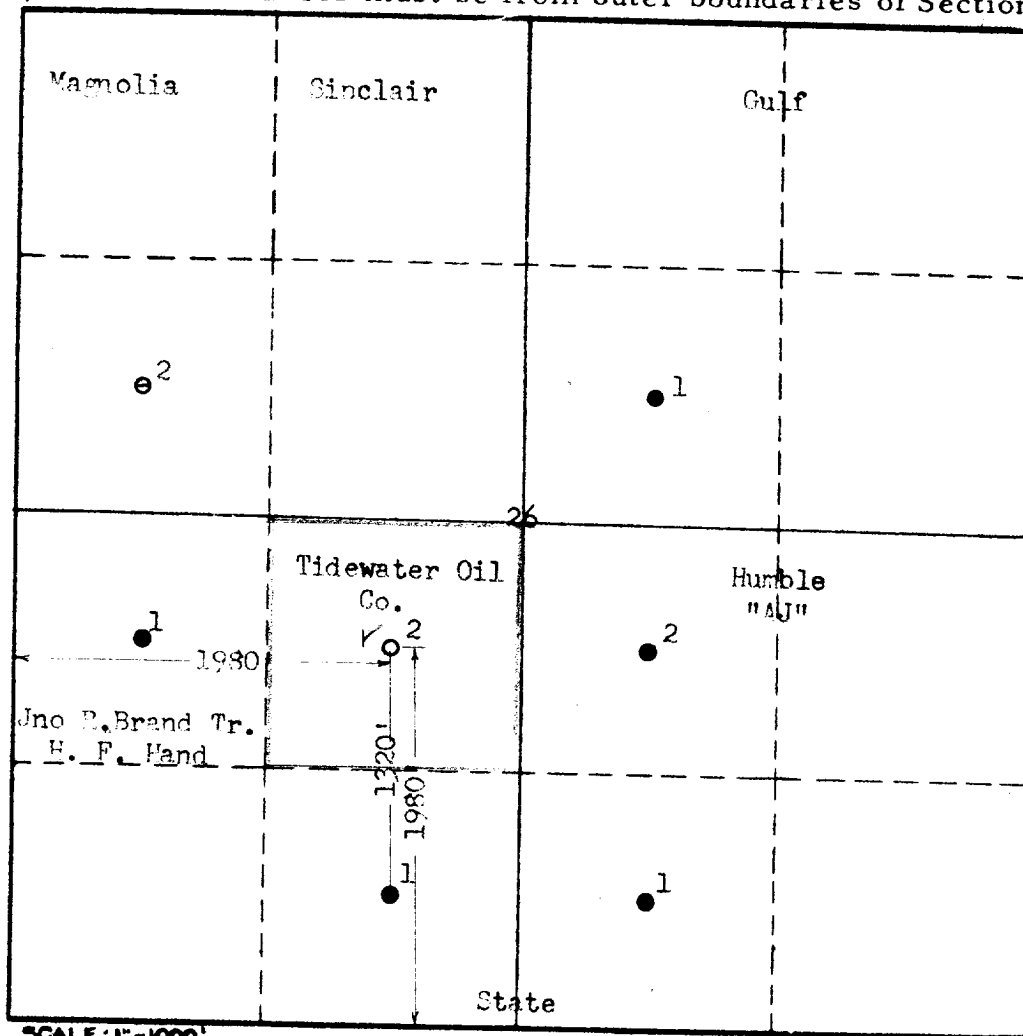 must be from outer boundaries of Section
Magnolia
Sinclair
Gulf
2
1
26
Tidewater Oil
Co.
Humble
"AJ"
1
2
2
1980
Jno R.Brand Tr.
H. F. Hand
1320'
1980
1
1
State
SCALE: 1"=1000'